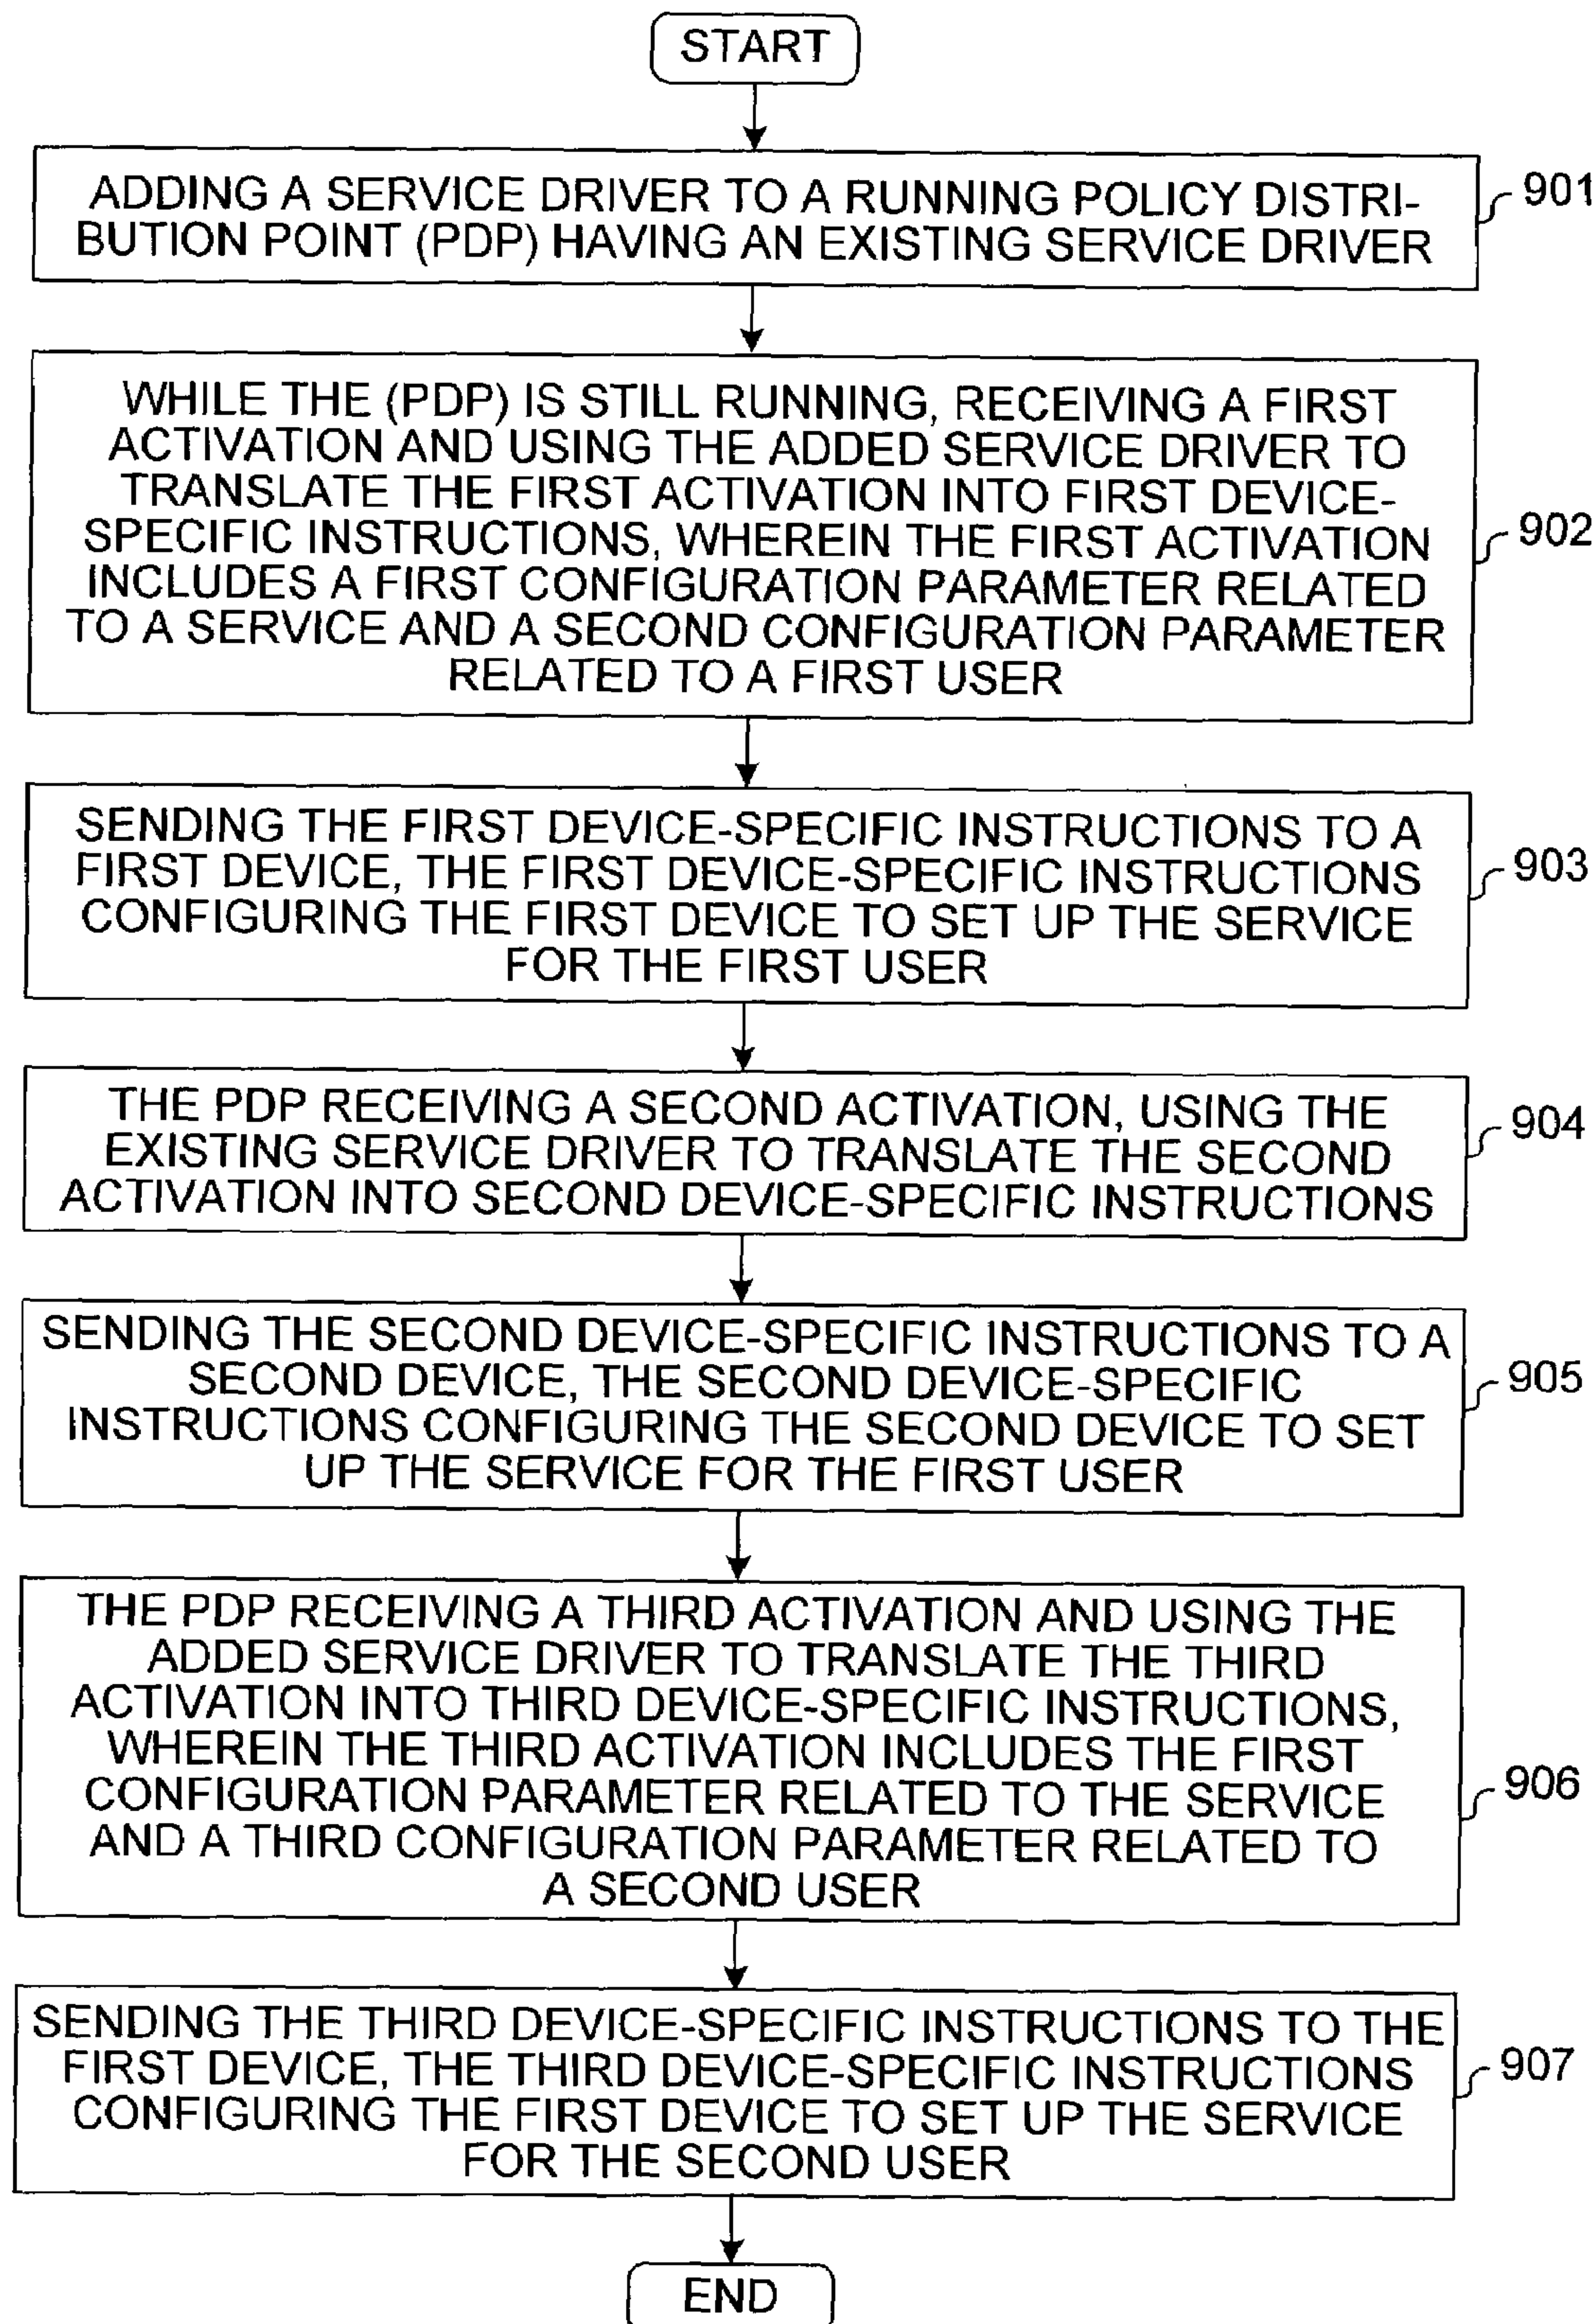 START
ADDING A SERVICE DRIVER TO A RUNNING POLICY DISTRI-
BUTION POINT (PDP) HAVING AN EXISTING SERVICE DRIVER
901
WHILE THE (PDP) IS STILL RUNNING, RECEIVING A FIRST
ACTIVATION AND USING THE ADDED SERVICE DRIVER TO
TRANSLATE THE FIRST ACTIVATION INTO FIRST DEVICE-
SPECIFIC INSTRUCTIONS, WHEREIN THE FIRST ACTIVATION
INCLUDES A FIRST CONFIGURATION PARAMETER RELATED
TO A SERVICE AND A SECOND CONFIGURATION PARAMETER
RELATED TO A FIRST USER
902
SENDING THE FIRST DEVICE-SPECIFIC INSTRUCTIONS TO A
FIRST DEVICE, THE FIRST DEVICE-SPECIFIC INSTRUCTIONS
CONFIGURING THE FIRST DEVICE TO SET UP THE SERVICE
FOR THE FIRST USER
903
THE PDP RECEIVING A SECOND ACTIVATION, USING THE
EXISTING SERVICE DRIVER TO TRANSLATE THE SECOND
ACTIVATION INTO SECOND DEVICE-SPECIFIC INSTRUCTIONS
904
SENDING THE SECOND DEVICE-SPECIFIC INSTRUCTIONS TO A
SECOND DEVICE, THE SECOND DEVICE-SPECIFIC
INSTRUCTIONS CONFIGURING THE SECOND DEVICE TO SET
UP THE SERVICE FOR THE FIRST USER
905
THE PDP RECEIVING A THIRD ACTIVATION AND USING THE
ADDED SERVICE DRIVER TO TRANSLATE THE THIRD
ACTIVATION INTO THIRD DEVICE-SPECIFIC INSTRUCTIONS,
WHEREIN THE THIRD ACTIVATION INCLUDES THE FIRST
CONFIGURATION PARAMETER RELATED TO THE SERVICE
AND A THIRD CONFIGURATION PARAMETER RELATED TO
A SECOND USER
906
SENDING THE THIRD DEVICE-SPECIFIC INSTRUCTIONS TO THE
FIRST DEVICE, THE THIRD DEVICE-SPECIFIC INSTRUCTIONS
CONFIGURING THE FIRST DEVICE TO SET UP THE SERVICE
FOR THE SECOND USER
907
END